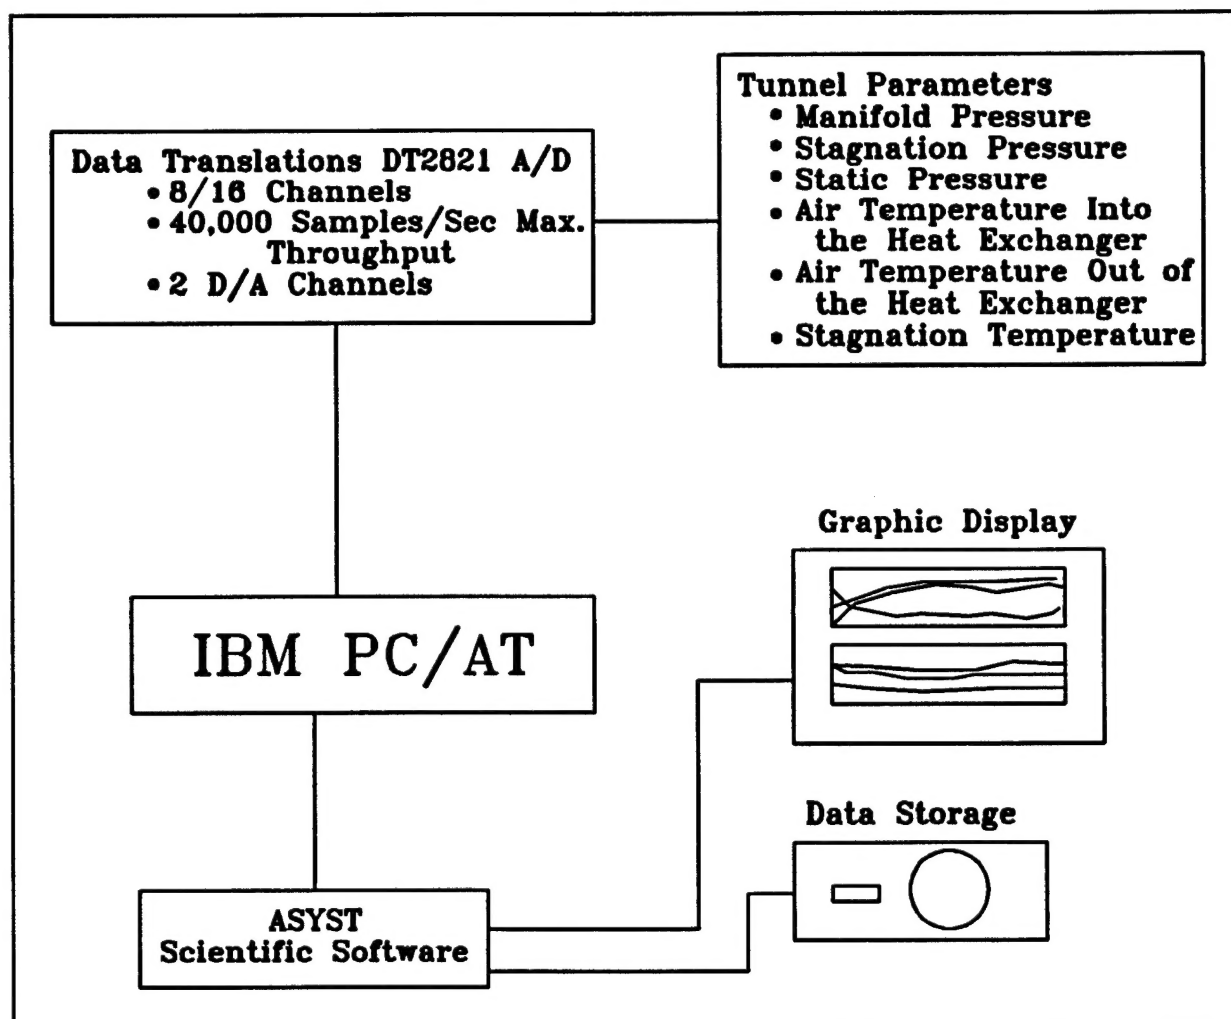 Data Translations DT2821 A/D
• 8/16 Channels
• 40,000 Samples/Sec Max.
Throughput
• 2 D/A Channels
Tunnel Parameters
• Manifold Pressure
• Stagnation Pressure
• Static Pressure
• Air Temperature Into
the Heat Exchanger
• Air Temperature Out of
the Heat Exchanger
• Stagnation Temperature
IBM PC/AT
Graphic Display
Data Storage
ASYST
Scientific Software